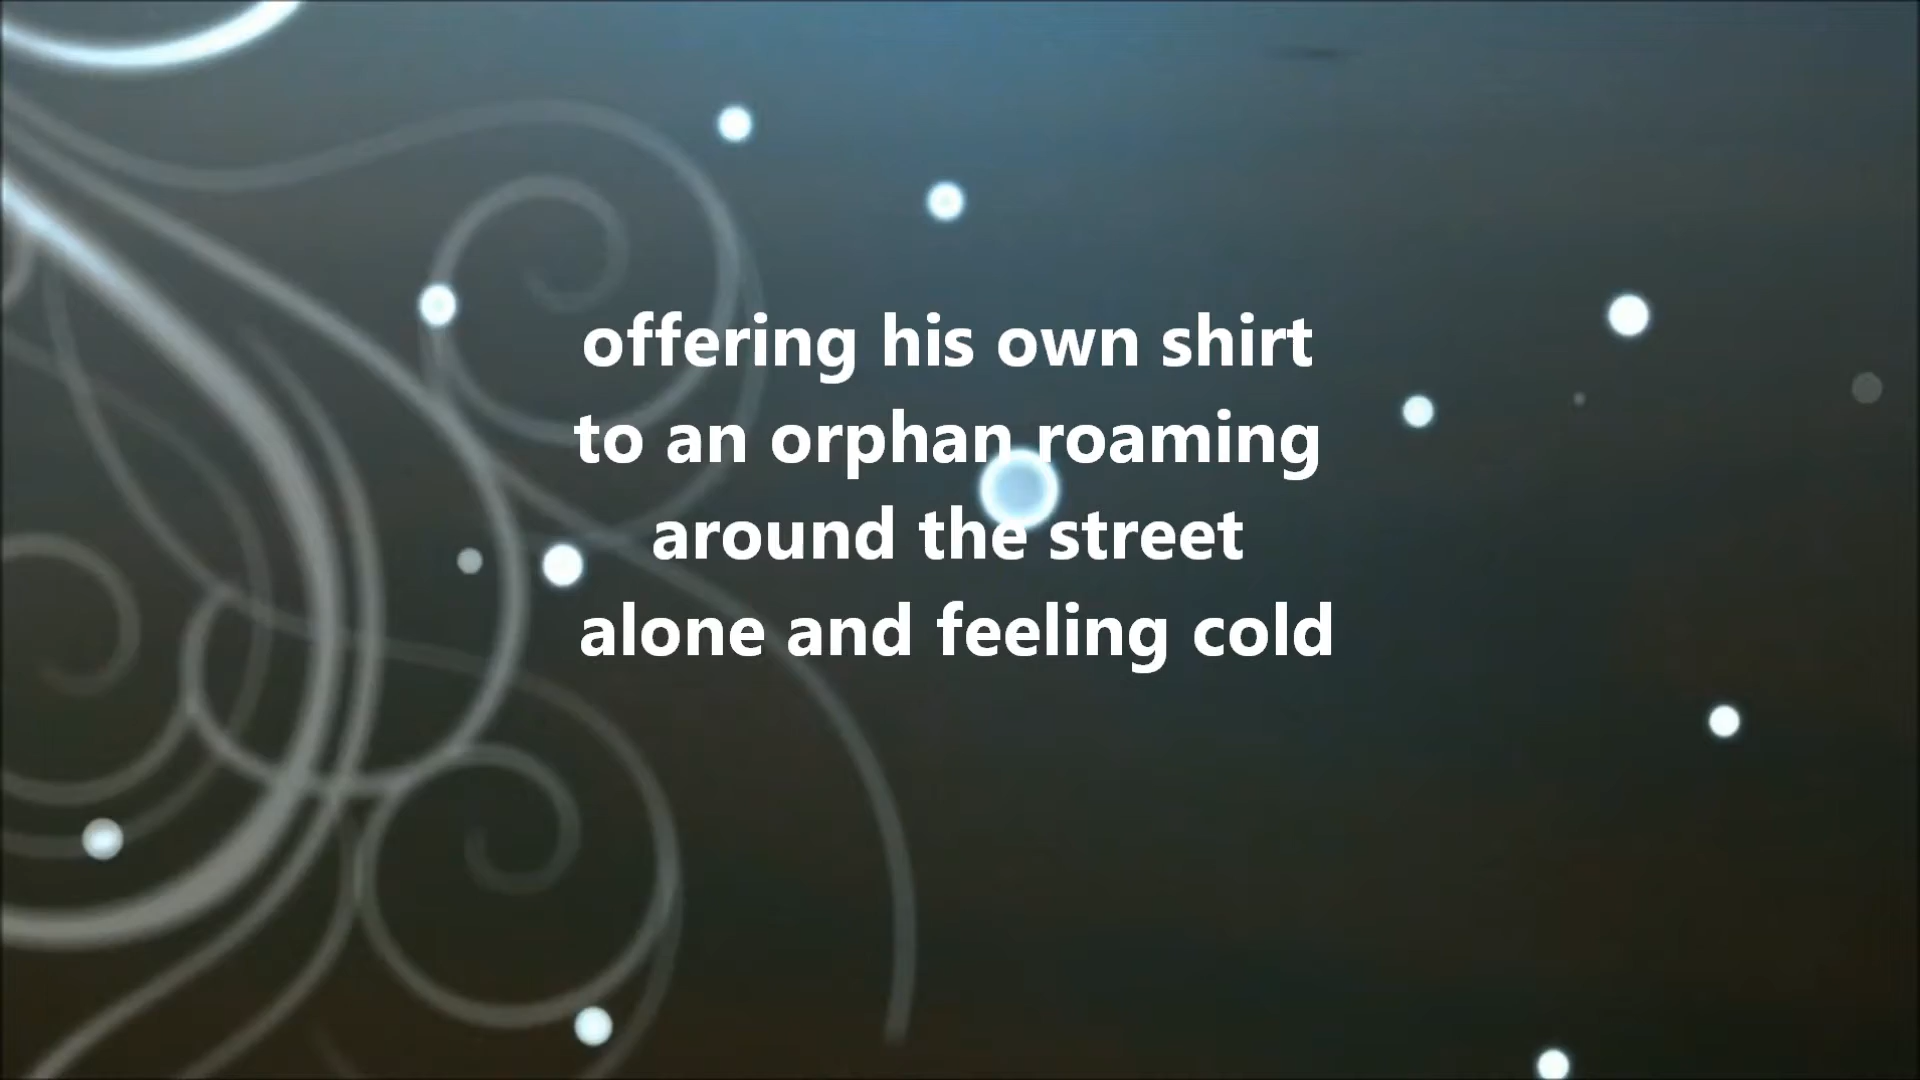 offering his own shirt
to an orphan roaming
around the street
alone and feeling cold